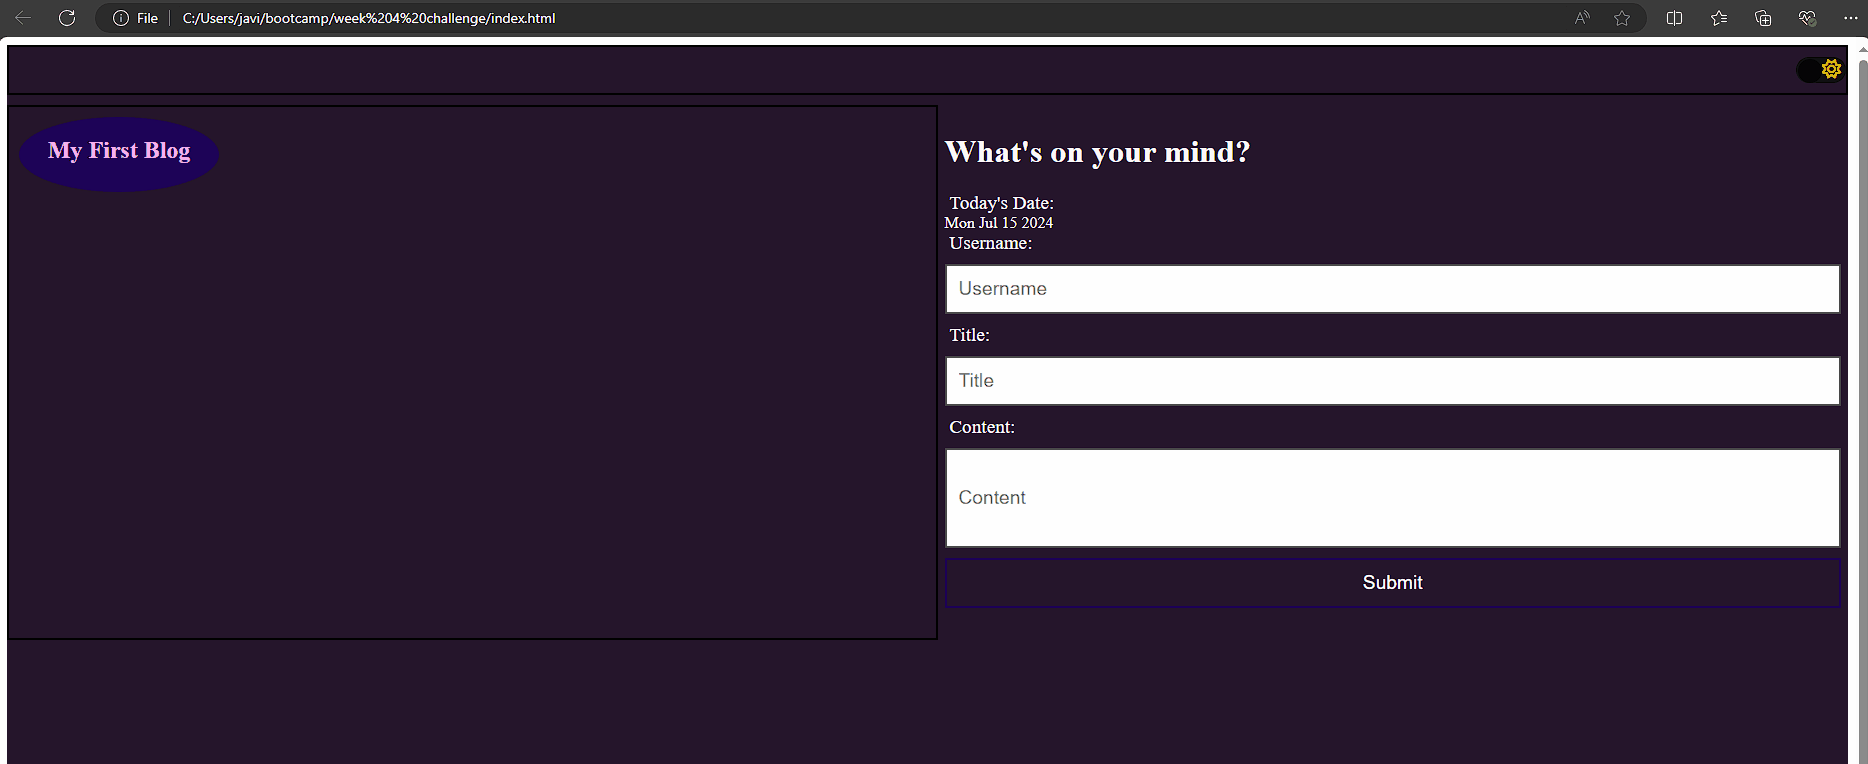 File C:/Users/javi/bootcamp/week%204%20challenge/index.html
My First Blog
What's on your mind?
Today's Date:
Mon Jul 15 2024
Username:
Username
Title:
Title
Content:
Content
Submit